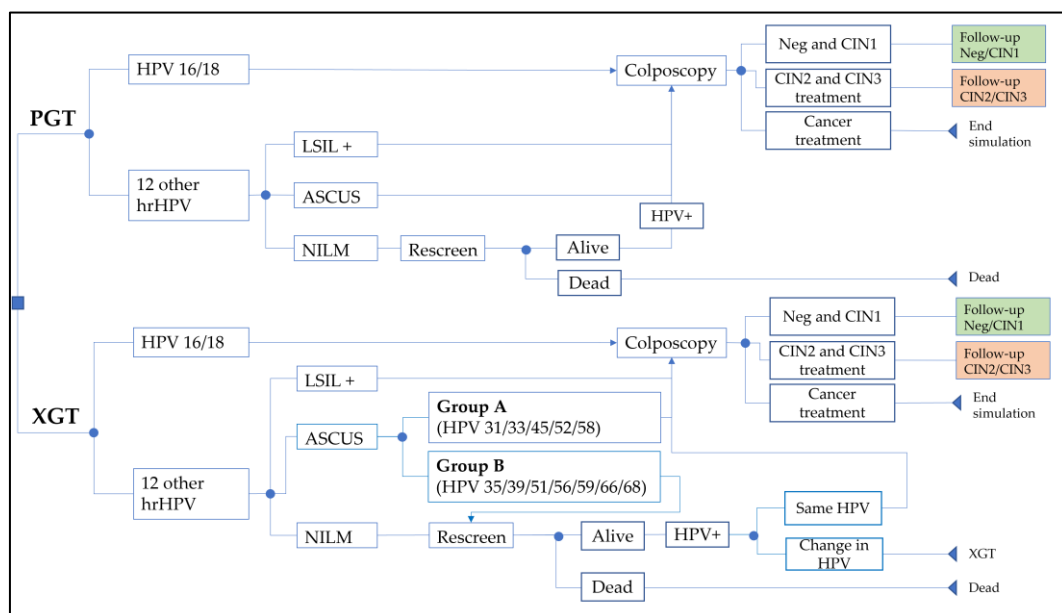 PGT
HPV 16/18
12 other
hrHPV
LSIL +
ASCUS
NILM
Rescreen
Alive
Dead
HPV+
Colposcopy
Neg and CIN1
CIN2 and CIN3
treatment
Cancer
treatment
Follow-up
Neg/CIN1
Follow-up
CIN2/CIN3
End
simulation
Dead
XGT
HPV 16/18
12 other
hrHPV
LSIL +
ASCUS
NILM
Group A
(HPV 31/33/45/52/58)
Group B
(HPV 35/39/51/56/59/66/68)
Rescreen
Alive
Dead
HPV+
Same HPV
Change in
HPV
Colposcopy
Neg and CIN1
CIN2 and CIN3
treatment
Cancer
treatment
Follow-up
Neg/CIN1
Follow-up
CIN2/CIN3
End
simulation
XGT
Dead